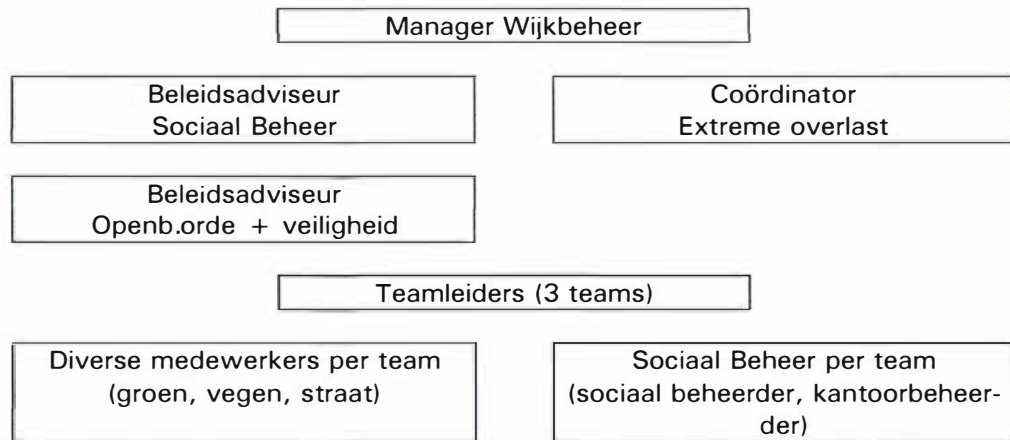 Manager Wijkbeheer
Beleidsadviseur
Sociaal Beheer
Coördinator
Extreme overlast
Beleidsadviseur
Openb.orde + veiligheid
Teamleiders (3 teams)
Diverse medewerkers per team
(groen, vegen, straat)
Sociaal Beheer per team
(sociaal beheerder, kantoorbeheer-
der)